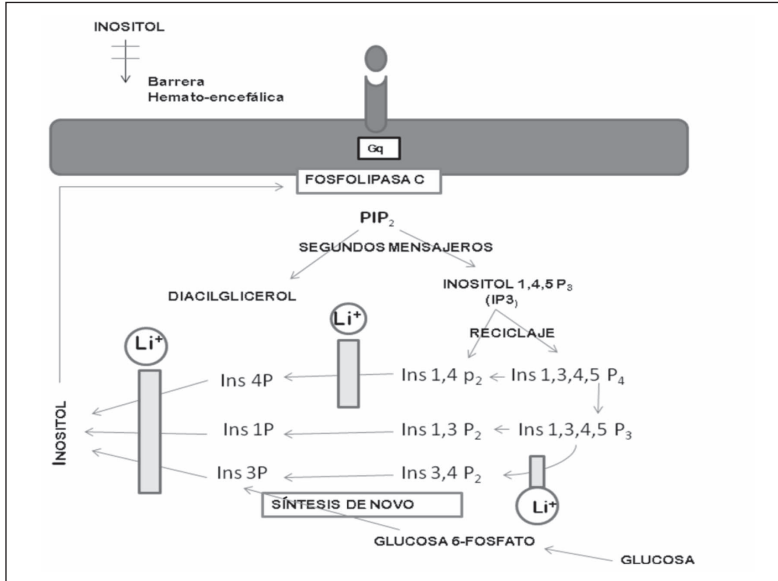 INOSITOL
Barrera
Hemato-encefálica
Gq
FOSFOLIPASA C
PIP₂
SEGUNDOS MENSAJEROS
DIACILGLICEROL
INOSITOL 1,4,5 P₃
(IP3)
RECICLAJE
Li⁺
Li⁺
Ins 4P
Ins 1,4 p₂
Ins 1,3,4,5 P₄
Ins 1P
Ins 1,3 P₂
Ins 1,3,4,5 P₃
INOSITOL
Ins 3P
Ins 3,4 P₂
Li⁺
SÍNTESIS DE NOVO
GLUCOSA 6-FOSFATO
GLUCOSA